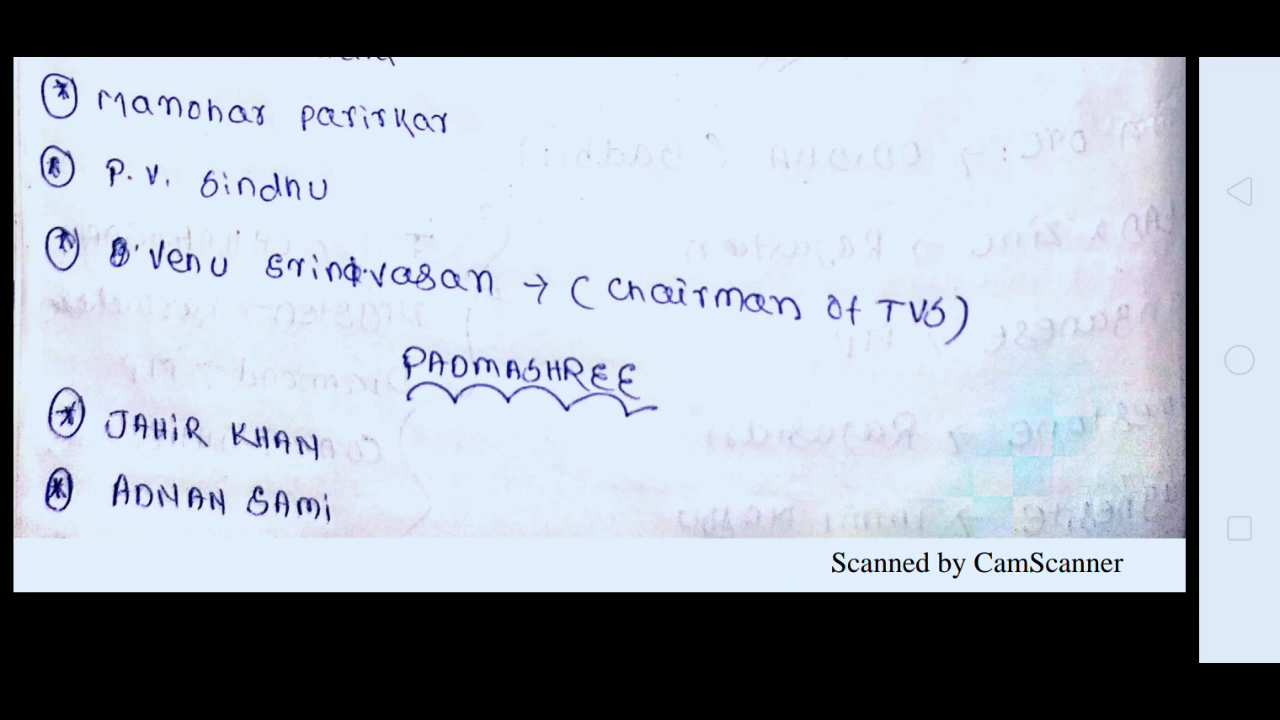 Manohar Parirkar
P. V. Sindhu
Venu Srinivasan → (Chairman of TVS)
PADMASHREE
JAHIR KHAN
ADNAN SAMI
Scanned by CamScanner